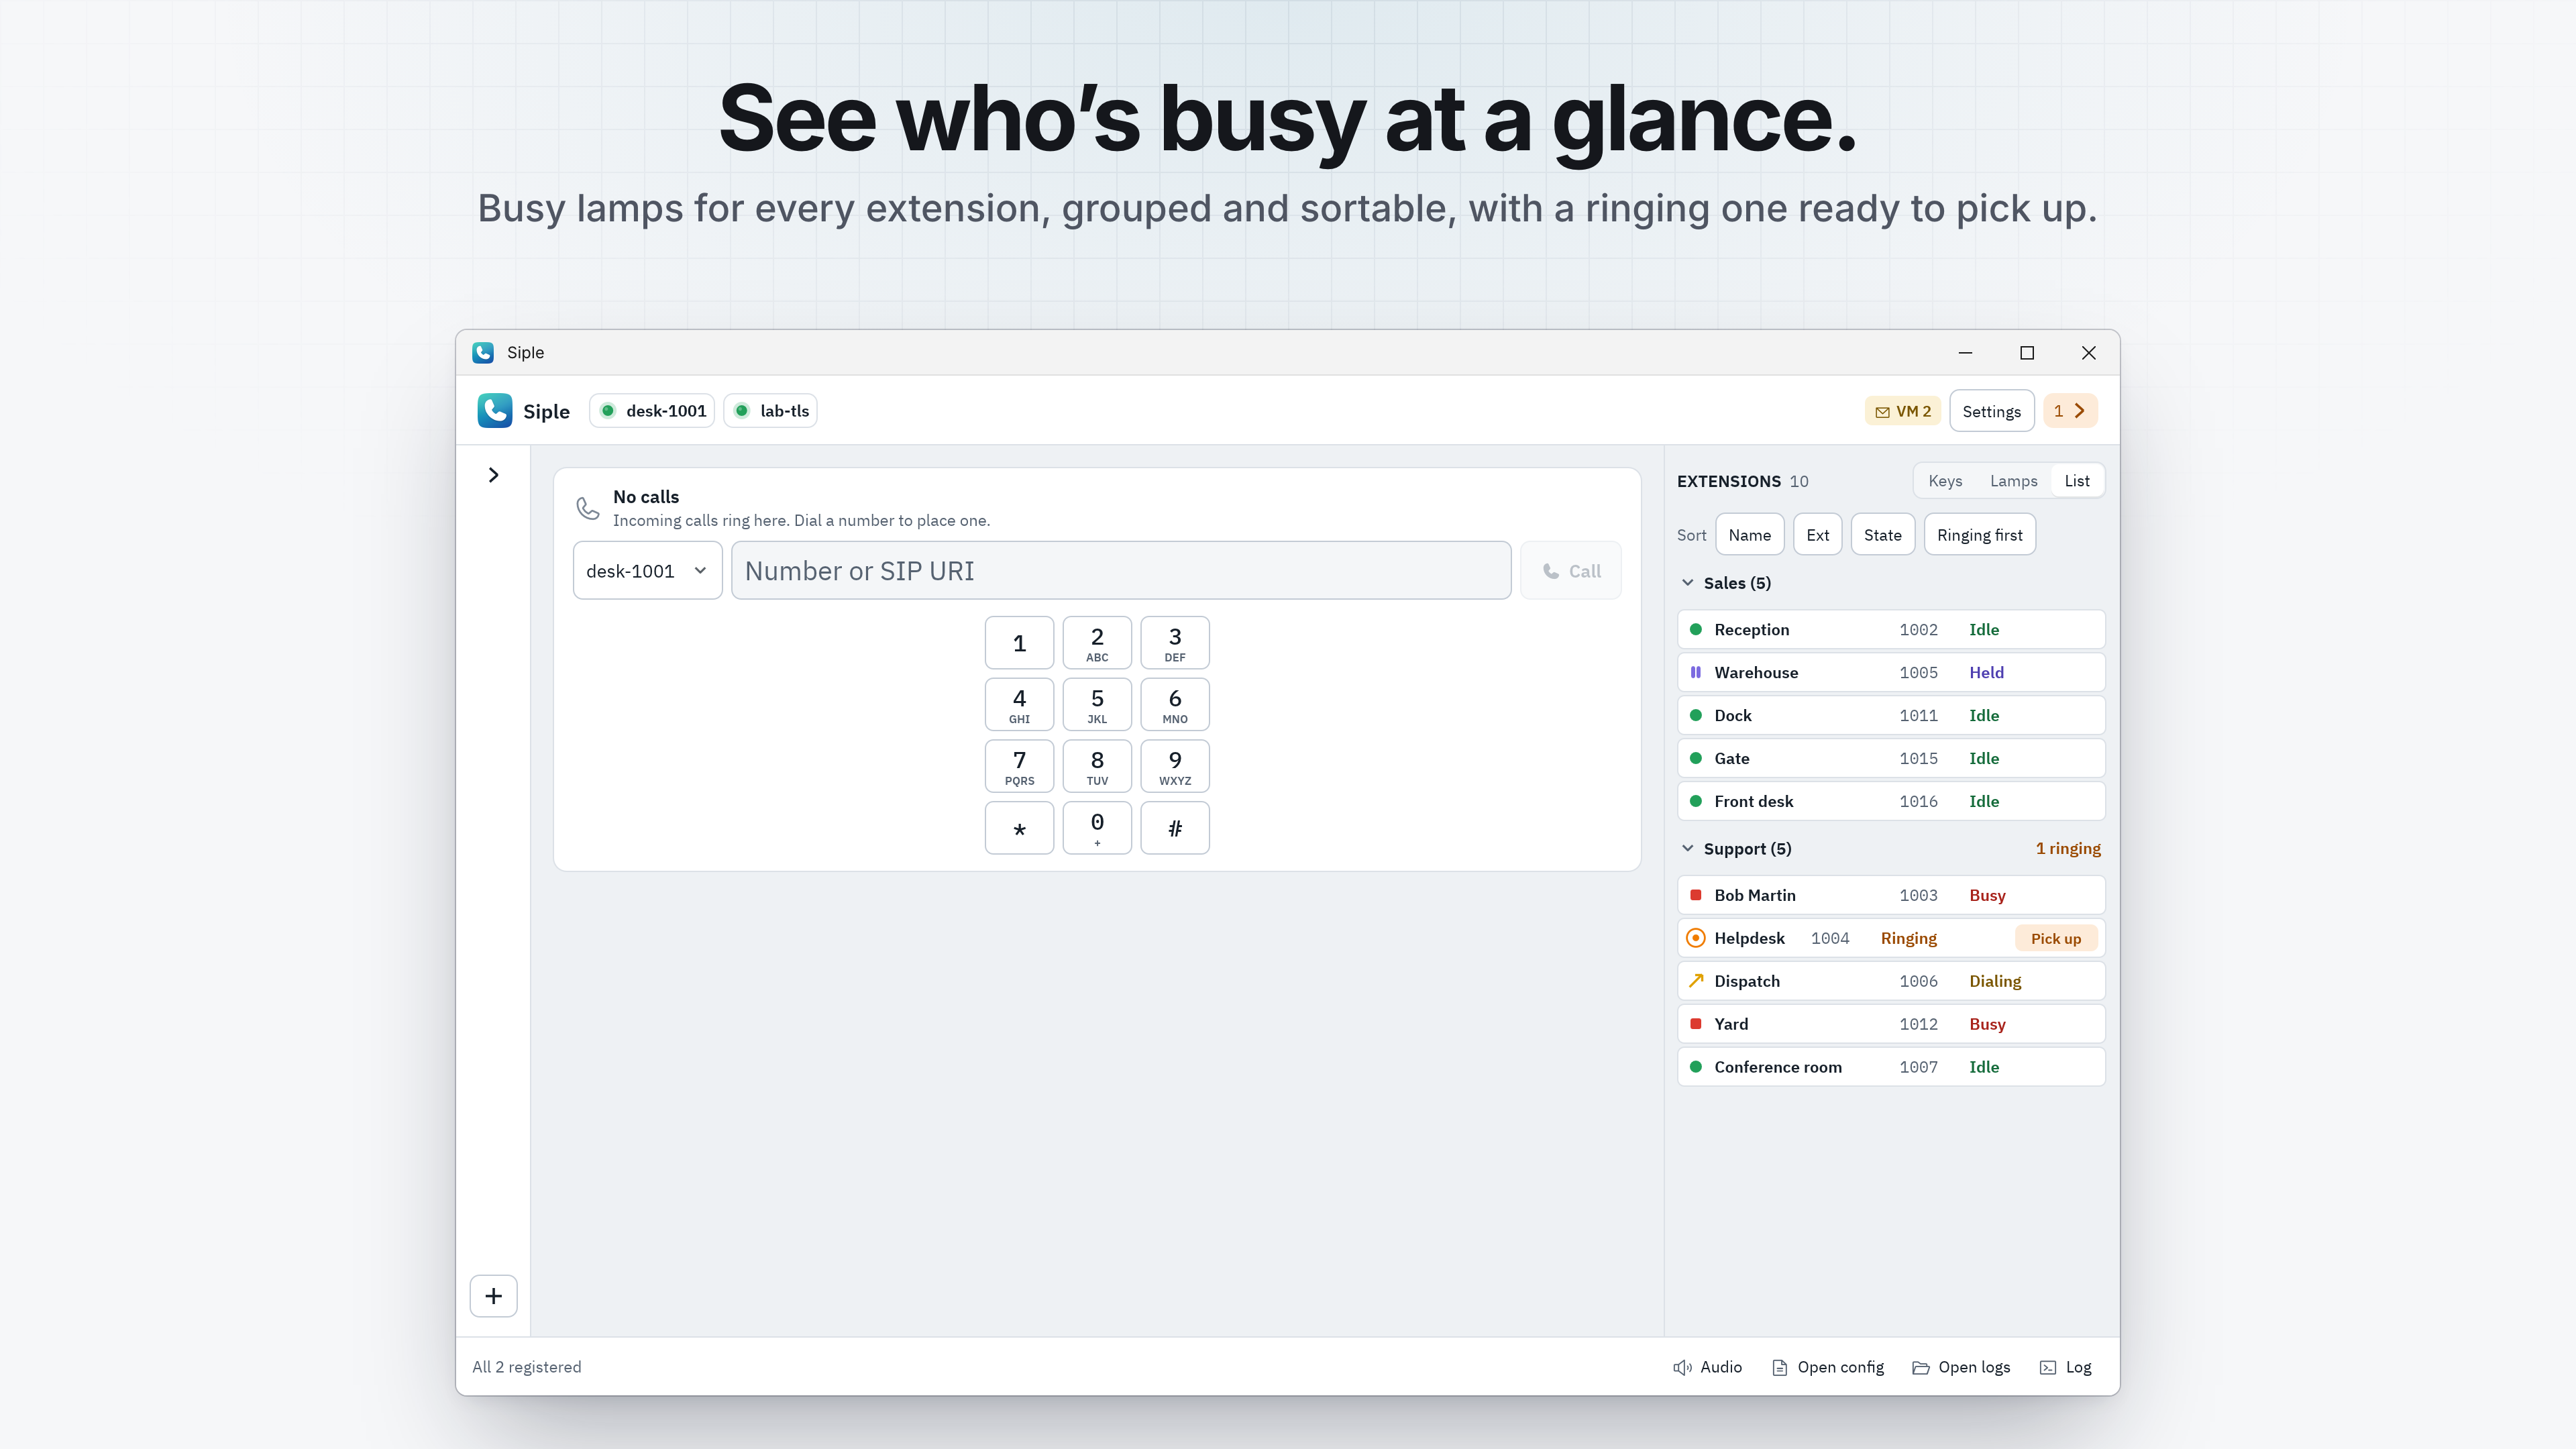 See who’s busy at a glance.
Busy lamps for every extension, grouped and sortable, with a ringing one ready to pick up.
Siple
Siple desk-1001 lab-tls VM 2 Settings 1
No calls
Incoming calls ring here. Dial a number to place one.
desk-1001 Number or SIP URI Call
1 2 3
ABC DEF
4 5 6
GHI JKL MNO
7 8 9
PQRS TUV WXYZ
* 0 #
+
EXTENSIONS 10 Keys Lamps List
Sort Name Ext State Ringing first
Sales (5)
Reception 1002 Idle
Warehouse 1005 Held
Dock 1011 Idle
Gate 1015 Idle
Front desk 1016 Idle
Support (5) 1 ringing
Bob Martin 1003 Busy
Helpdesk 1004 Ringing Pick up
Dispatch 1006 Dialing
Yard 1012 Busy
Conference room 1007 Idle
All 2 registered Audio Open config Open logs Log